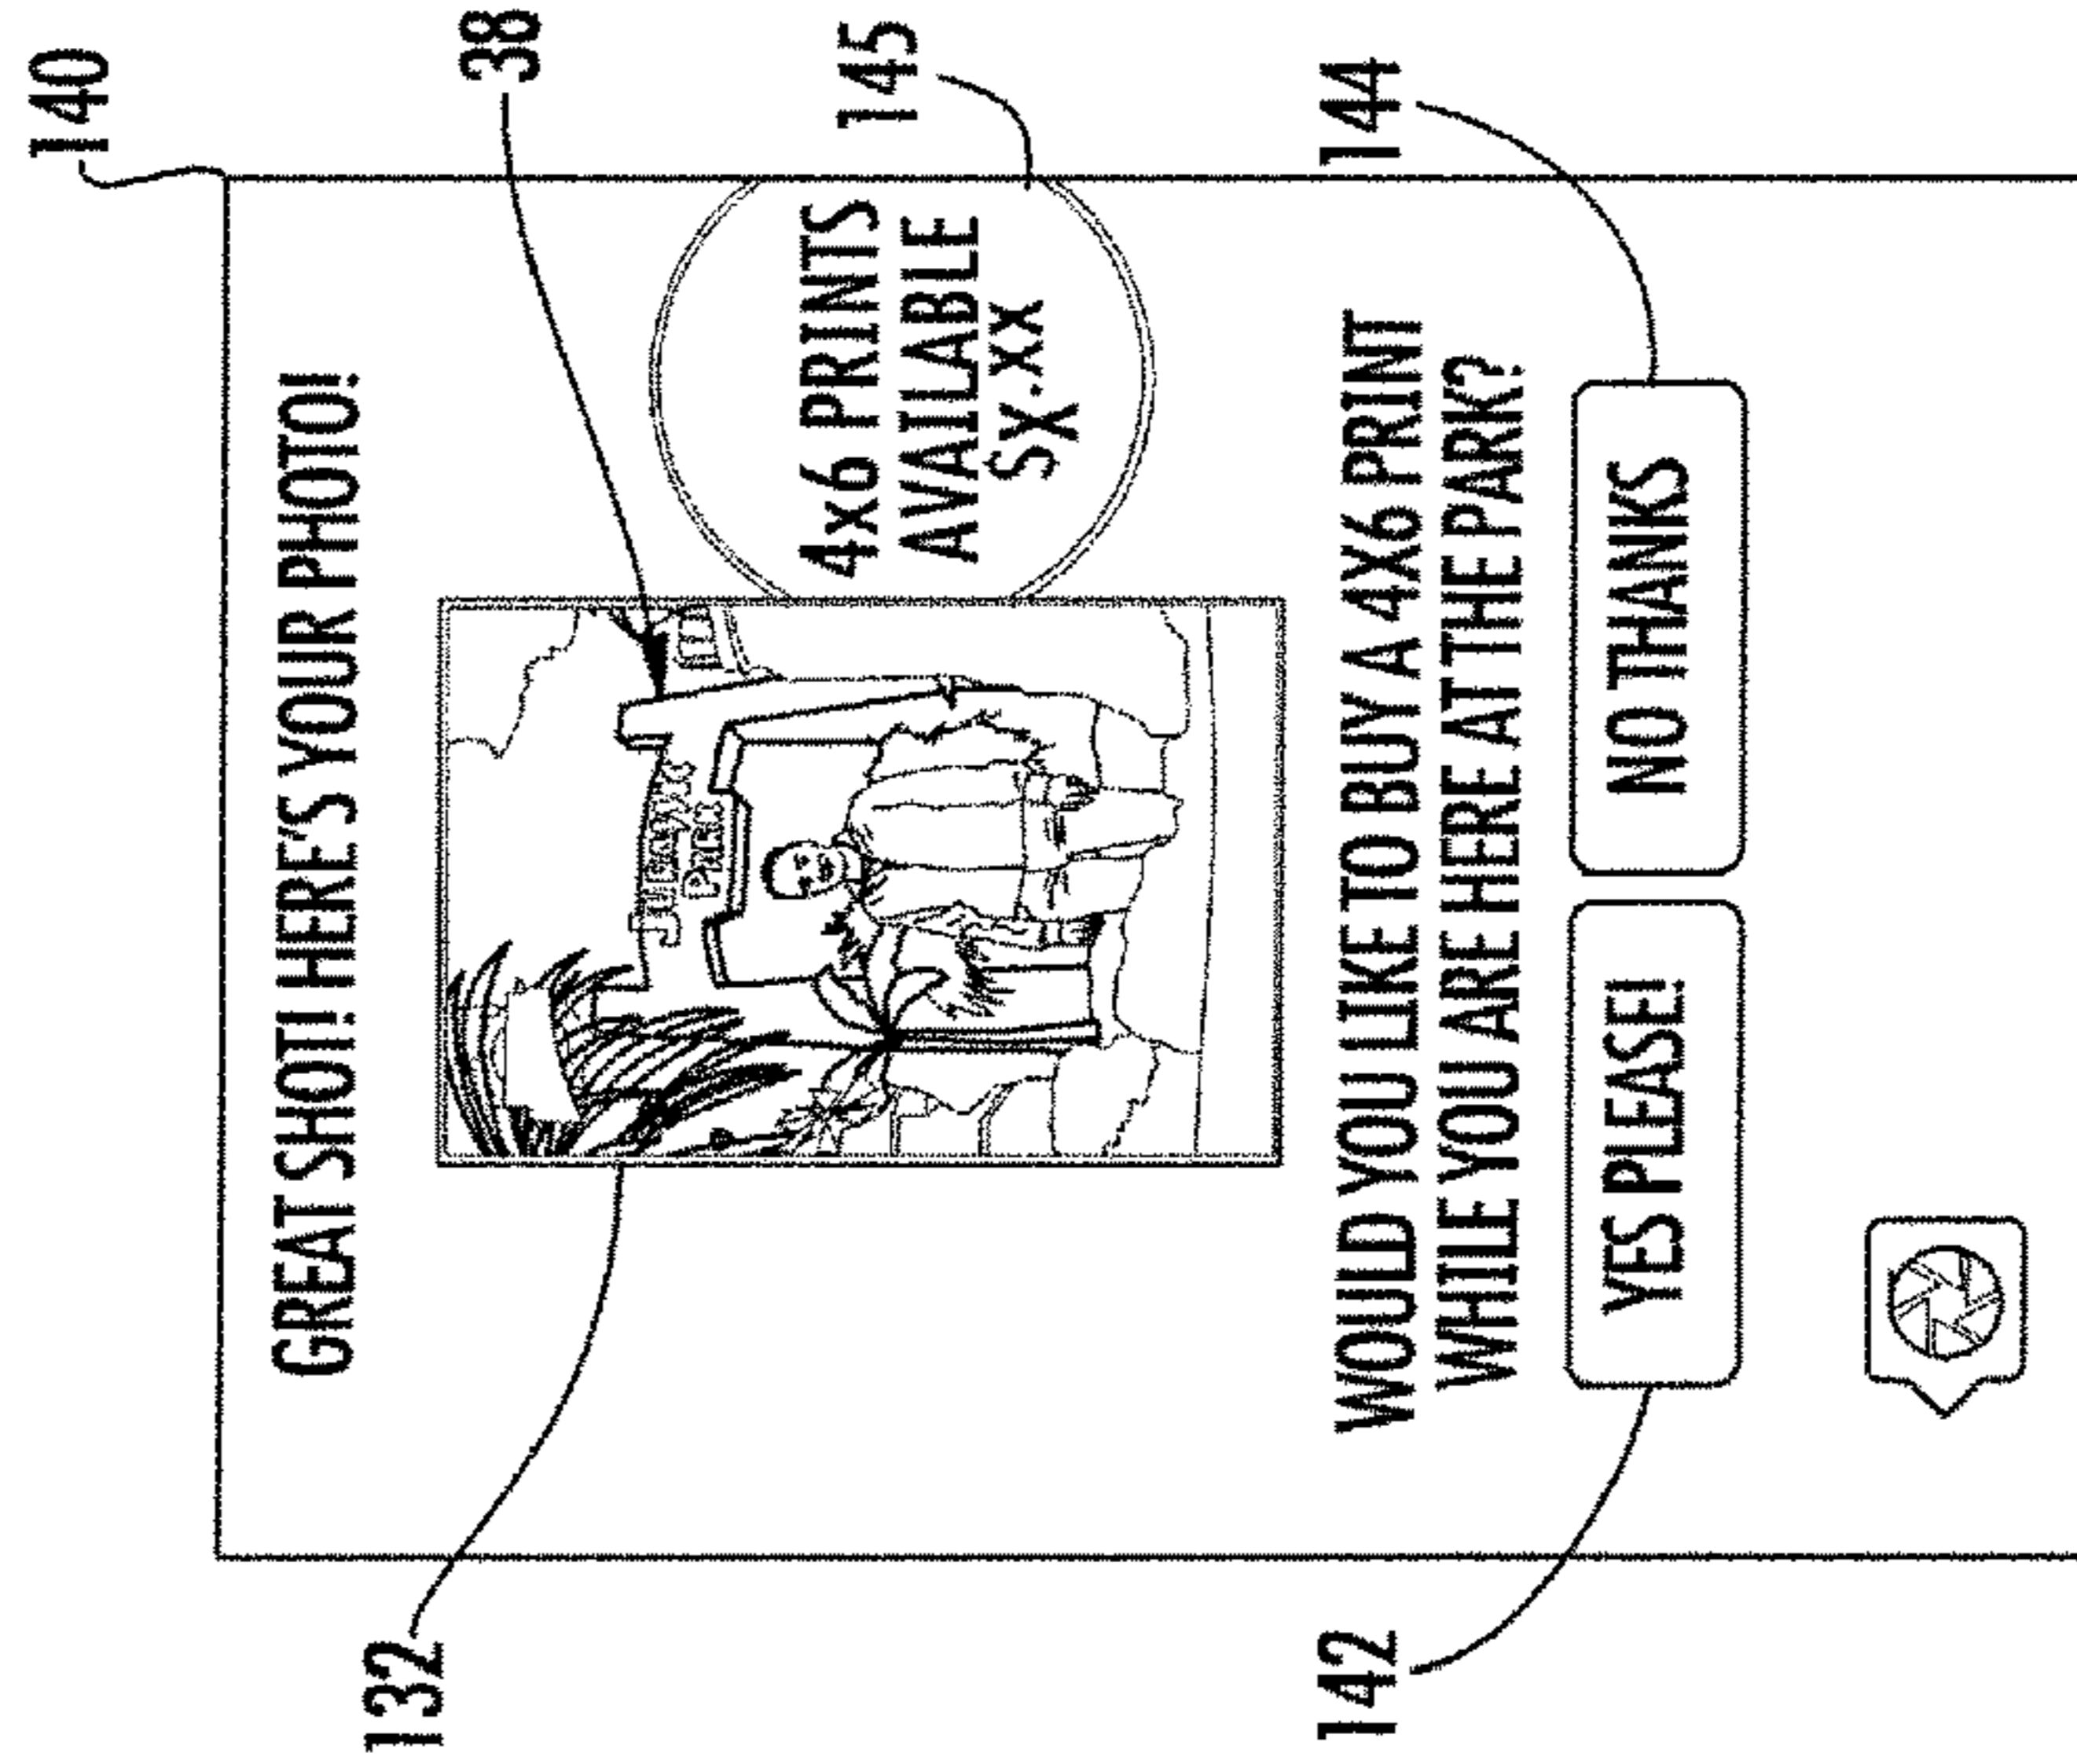 140
GREAT SHOT! HERE'S YOUR PHOTO!
38
132
4x6 PRINTS
AVAILABLE
SX-XX
145
WOULD YOU LIKE TO BUY A 4X6 PRINT
WHILE YOU ARE HERE AT THE PARK?
142
YES PLEASE!
NO THANKS
144